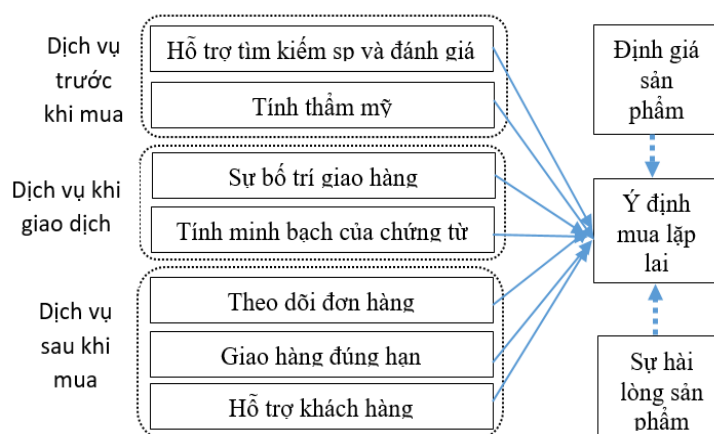 Dịch vụ
trước
khi mua
Hỗ trợ tìm kiếm sp và đánh giá
Tính thẩm mỹ
Dịch vụ khi
giao dịch
Sự bố trí giao hàng
Tính minh bạch của chứng từ
Dịch vụ
sau khi
mua
Theo dõi đơn hàng
Giao hàng đúng hạn
Hỗ trợ khách hàng
Định giá
sản
phẩm
Ý định
mua lặp
lai
Sự hài
lòng sản
phẩm